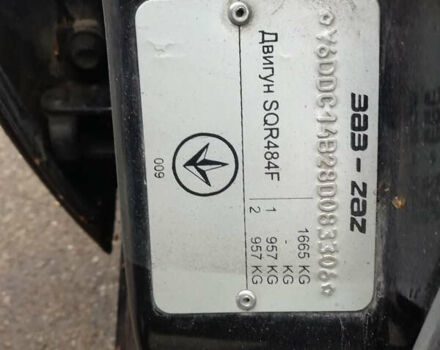 ЗАЗ - ZAZ
Y6DDC14B28D083306
1665 KG
- KG
1 957 KG
2 957 KG
Двигун SQR484F
009